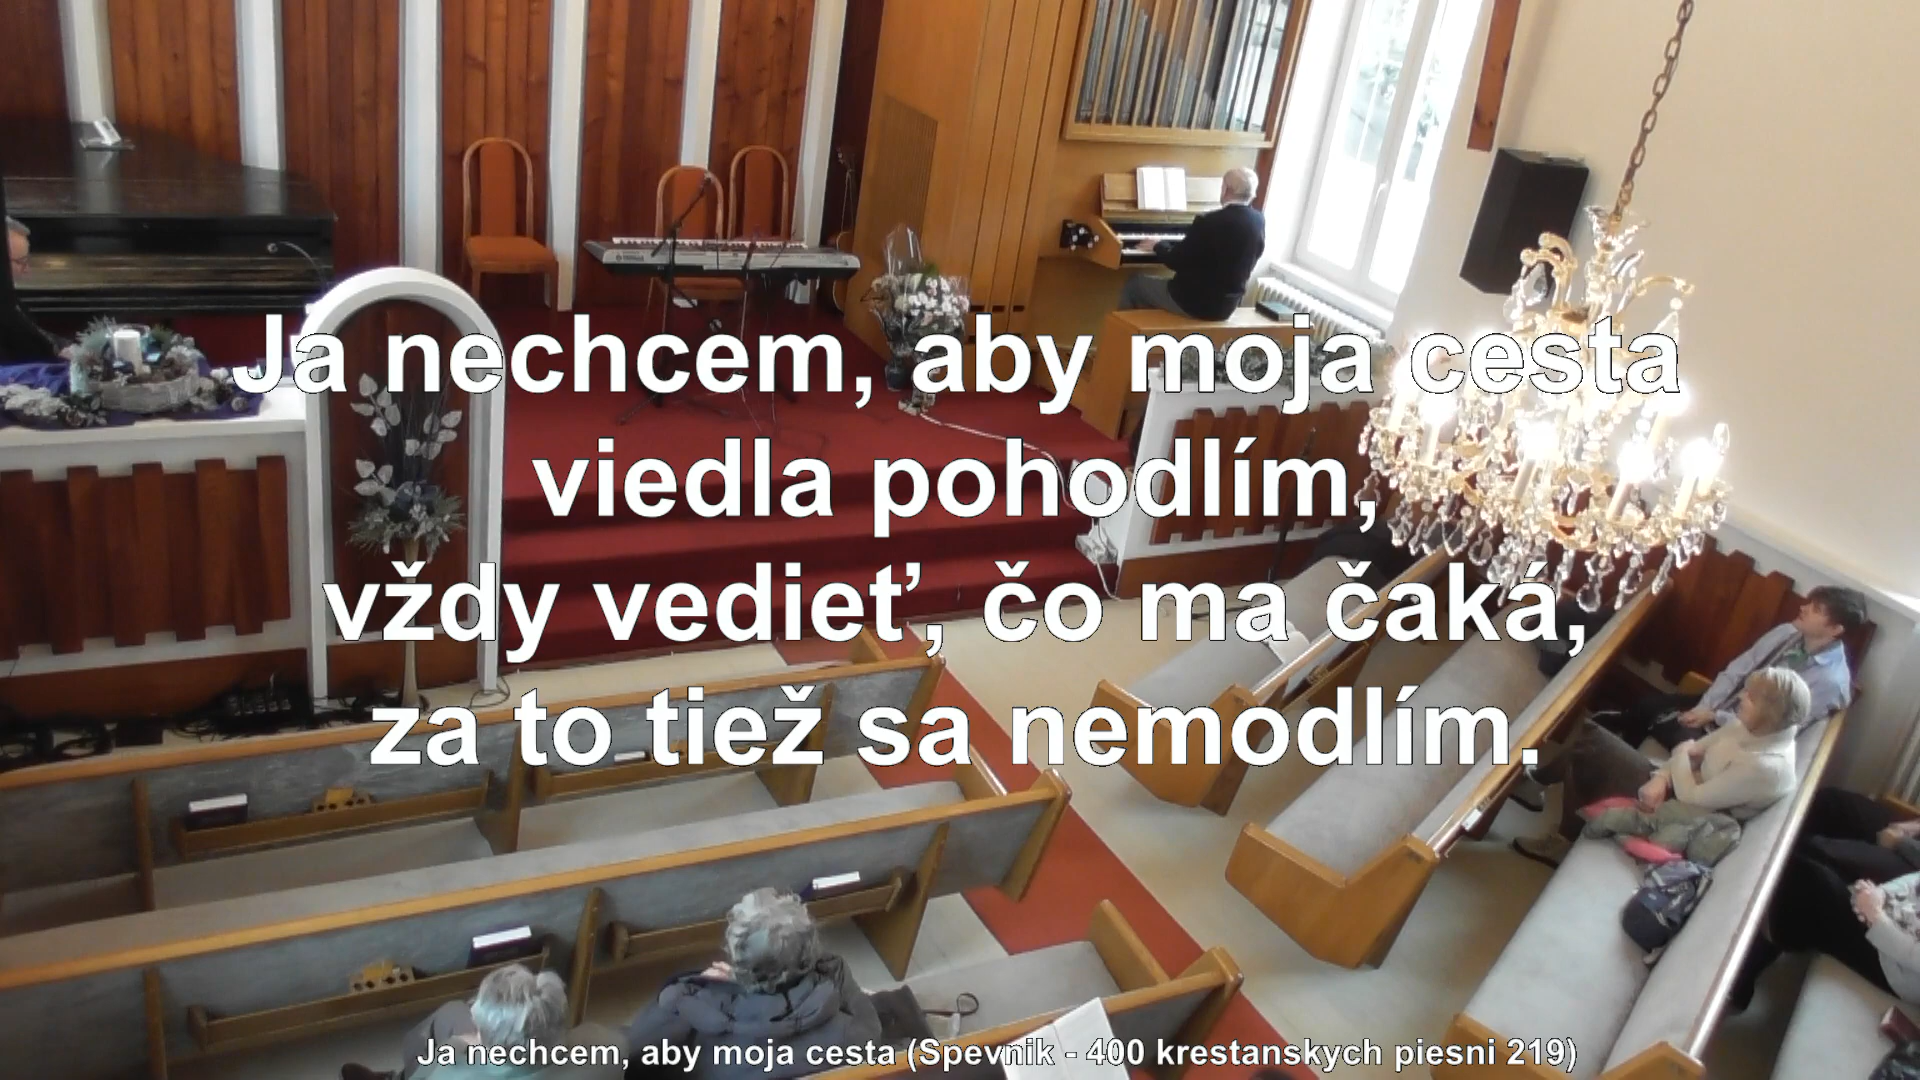 Ja nechcem, aby moja cesta
viedla pohodlím,
vždy vedieť, čo ma čaká,
za to tiež sa nemodlím.
Ja nechcem, aby moja cesta (Spevnik - 400 krestanskych piesni 219)